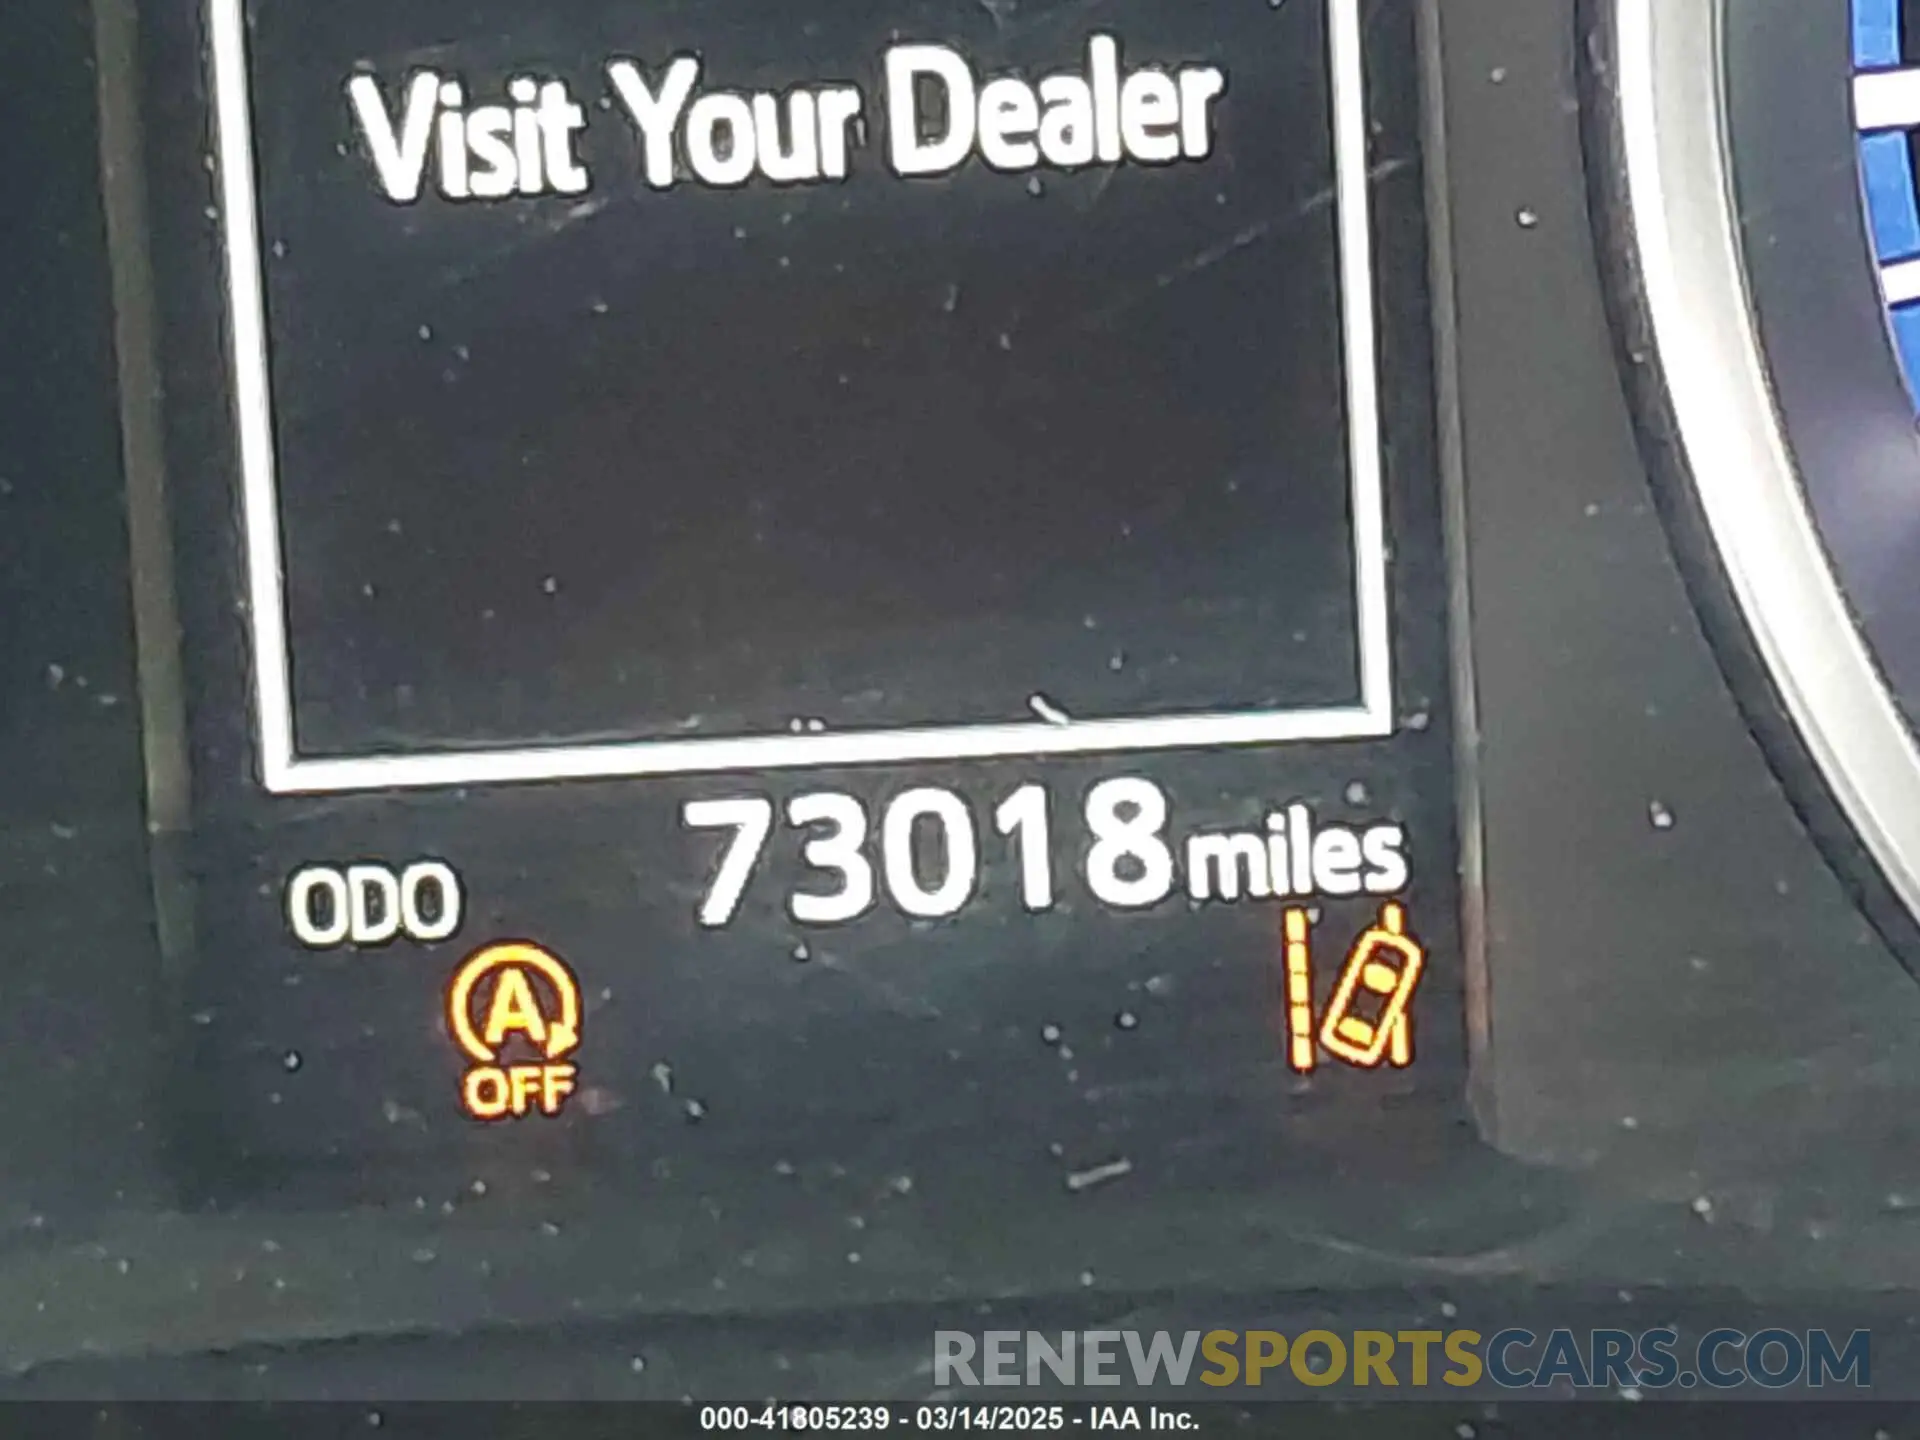 Visit Your Dealer
73018 miles
ODO
A
OFF
RENEWSPORTSCARS.COM
000-41805239 - 03/14/2025 - IAA Inc.